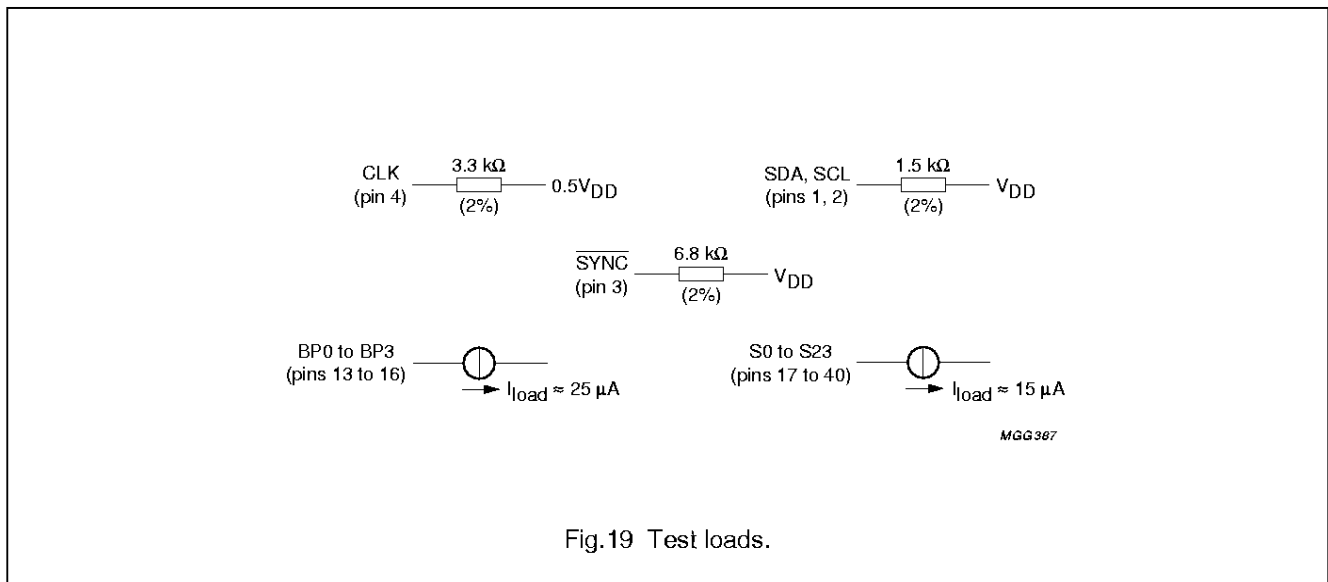 CLK
(pin 4)
3.3 kΩ
(2%)
0.5VDD
SDA, SCL
(pins 1, 2)
1.5 kΩ
(2%)
VDD
SYNC
(pin 3)
6.8 kΩ
(2%)
VDD
BP0 to BP3
(pins 13 to 16)
Iload ≈ 25 µA
S0 to S23
(pins 17 to 40)
Iload ≈ 15 µA
MGG387
Fig.19 Test loads.